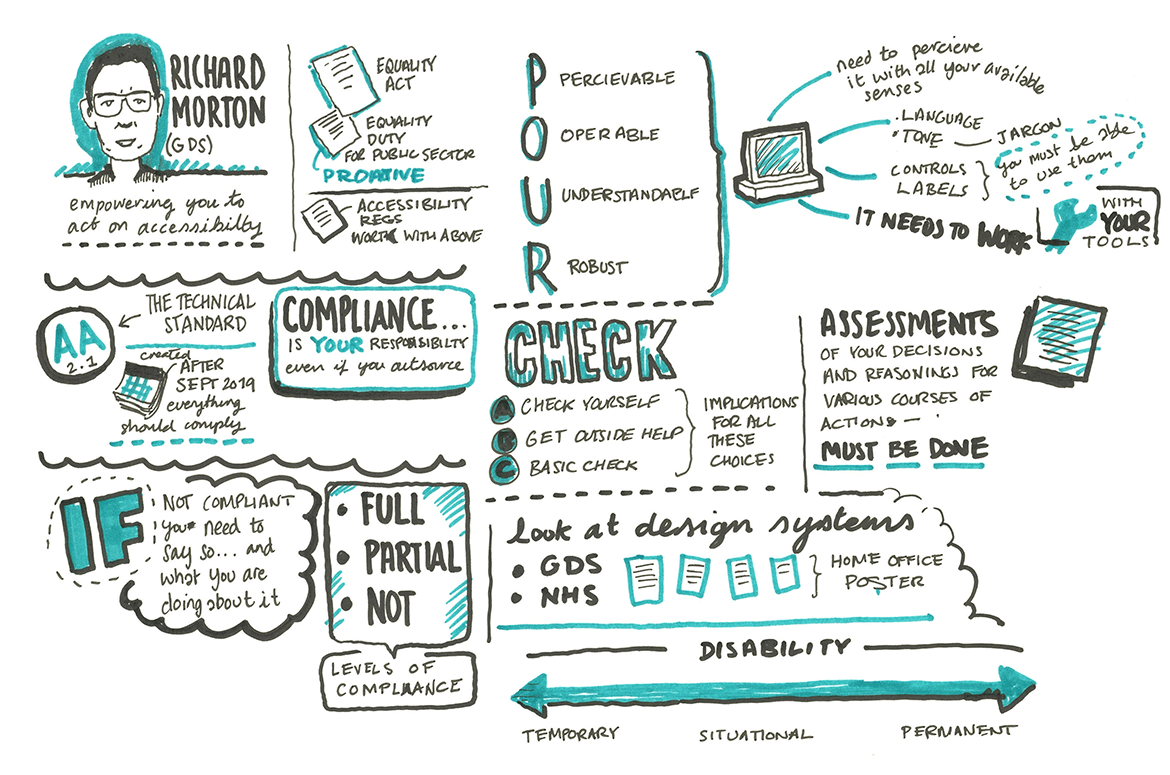 RICHARD
MORTON
(GDS)
empowering you to
act on accessibilty
EQUALITY
ACT
EQUALITY
DUTY
FOR PUBLIC SECTOR
PROATIVE
ACCESSIBILITY
REGS
WORK WITH ABOVE
P PERCIEVABLE
O OPERABLE
U UNDERSTANDABLE
R ROBUST
need to percieve
it with all your available
senses
• LANGUAGE
• TONE
JARGON
CONTROLS
LABELS
you must be able
to use them
IT NEEDS TO WORK
WITH
YOUR
TOOLS
AA
2.1
THE TECHNICAL
STANDARD
created
AFTER
SEPT 2019
everything
should comply
COMPLIANCE...
IS YOUR RESPONSIBILTY
even if you outsource
CHECK
A CHECK YOURSELF
B GET OUTSIDE HELP
C BASIC CHECK
IMPLICATIONS
FOR ALL
THESE
CHOICES
ASSESSMENTS
OF YOUR DECISIONS
AND REASONINGS FOR
VARIOUS COURSES OF
ACTIONS —
MUST BE DONE
IF
NOT COMPLIANT
you need to
say so... and
what you are
doing about it
• FULL
• PARTIAL
• NOT
LEVELS OF
COMPLIANCE
look at design systems
• GDS
• NHS
HOME OFFICE
POSTER
DISABILITY
TEMPORARY
SITUATIONAL
PERMANENT